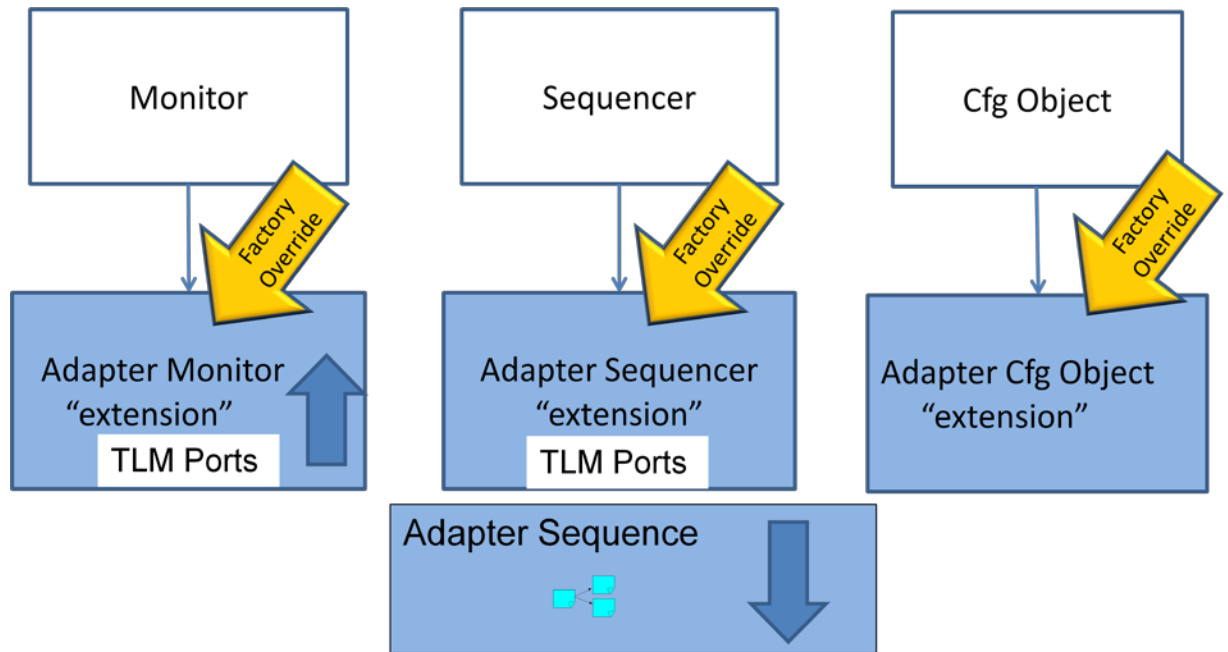 Monitor
Sequencer
Cfg Object
Factory
Override
Factory
Override
Factory
Override
Adapter Monitor
“extension”
TLM Ports
Adapter Sequencer
“extension”
TLM Ports
Adapter Cfg Object
“extension”
Adapter Sequence